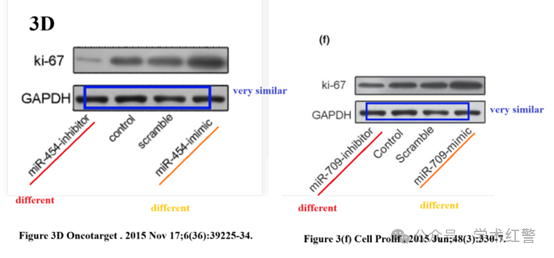 3D
ki-67
GAPDH
very similar
miR-454-inhibitor
control
scramble
miR-454-imimic
different
different
Figure 3D Oncotarget . 2015 Nov 17;6(36):39225-34.
(f)
ki-67
GAPDH
very similar
miR-709-inhibitor
Control
Scramble
miR-709-mimic
different
different
Figure 3(f) Cell Prolif . 2015 Jun;48(3):330-7.
公众号 · 学术红警